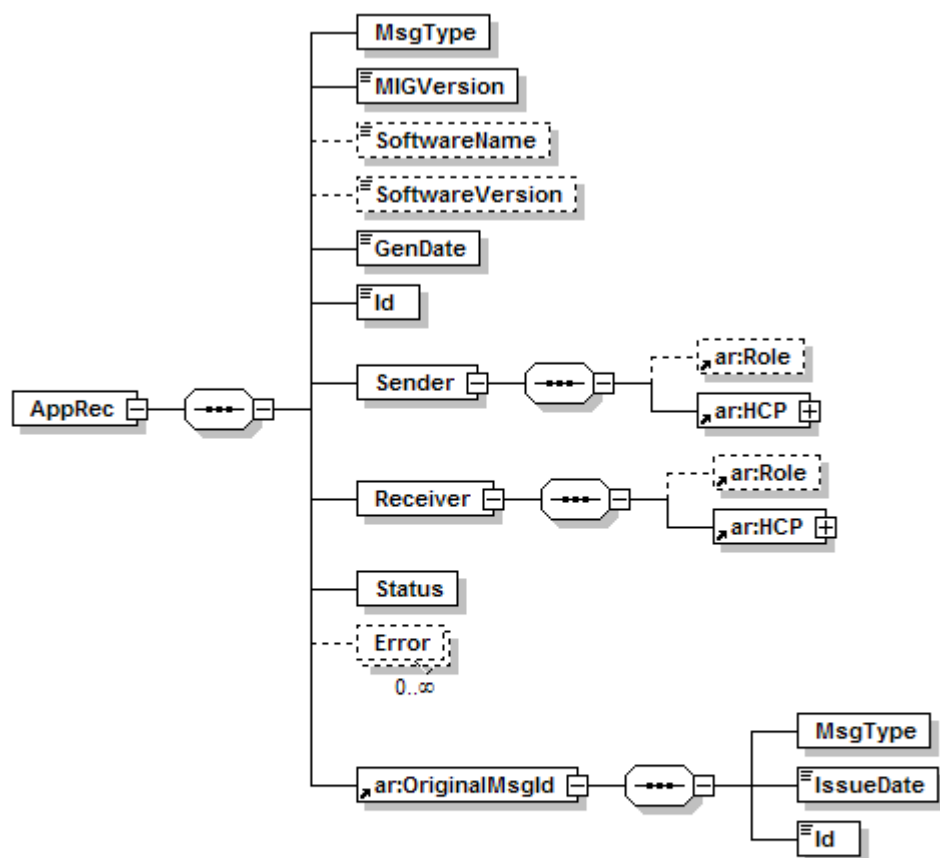 MsgType
MIGVersion
SoftwareName
SoftwareVersion
GenDate
Id
Sender
ar:Role
ar:HCP
AppRec
Receiver
ar:Role
ar:HCP
Status
Error
0..∞
ar:OriginalMsgId
MsgType
IssueDate
Id